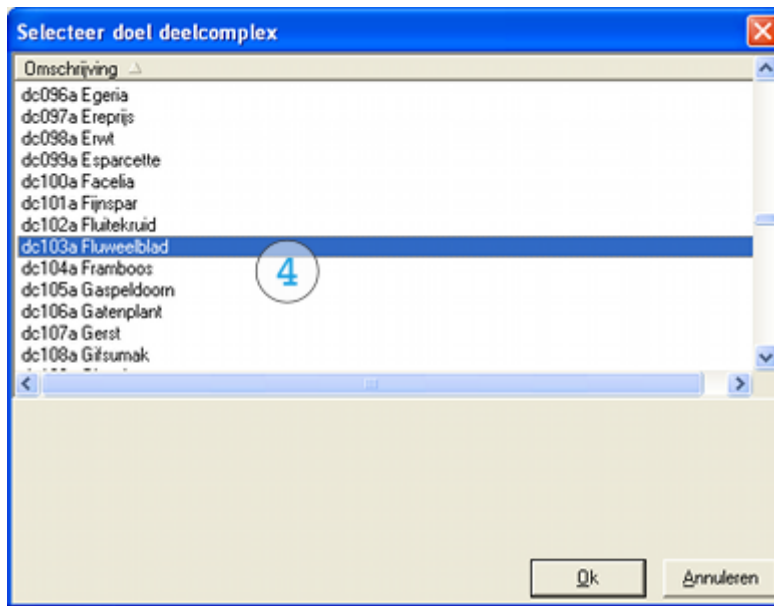 Selecteer doel deelcomplex
Omschrijving
dc096a Egeria
dc097a Ereprijs
dc098a Erwt
dc099a Esparcette
dc100a Facelia
dc101a Fijnspar
dc102a Fluitekruid
dc103a Fluweelblad
dc104a Framboos
dc105a Gaspeldoorn
dc106a Gatenplant
dc107a Gerst
dc108a Gifsumak
4
Ok
Annuleren